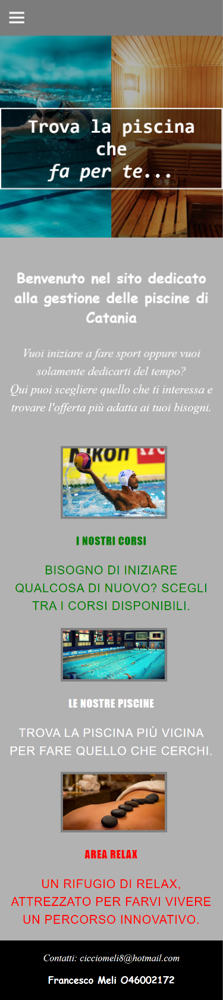 Trova la piscina
che
fa per te...
Benvenuto nel sito dedicato
alla gestione delle piscine di
Catania
Vuoi iniziare a fare sport oppure vuoi
solamente dedicarti del tempo?
Qui puoi scegliere quello che ti interessa e
trovare l'offerta più adatta ai tuoi bisogni.
Nikon
2
I NOSTRI CORSI
BISOGNO DI INIZIARE
QUALCOSA DI NUOVO? SCEGLI
TRA I CORSI DISPONIBILI.
LE NOSTRE PISCINE
TROVA LA PISCINA PIÙ VICINA
PER FARE QUELLO CHE CERCHI.
AREA RELAX
UN RIFUGIO DI RELAX,
ATTREZZATO PER FARVI VIVERE
UN PERCORSO INNOVATIVO.
Contatti: cicciomeli8@hotmail.com
Francesco Meli O46002172